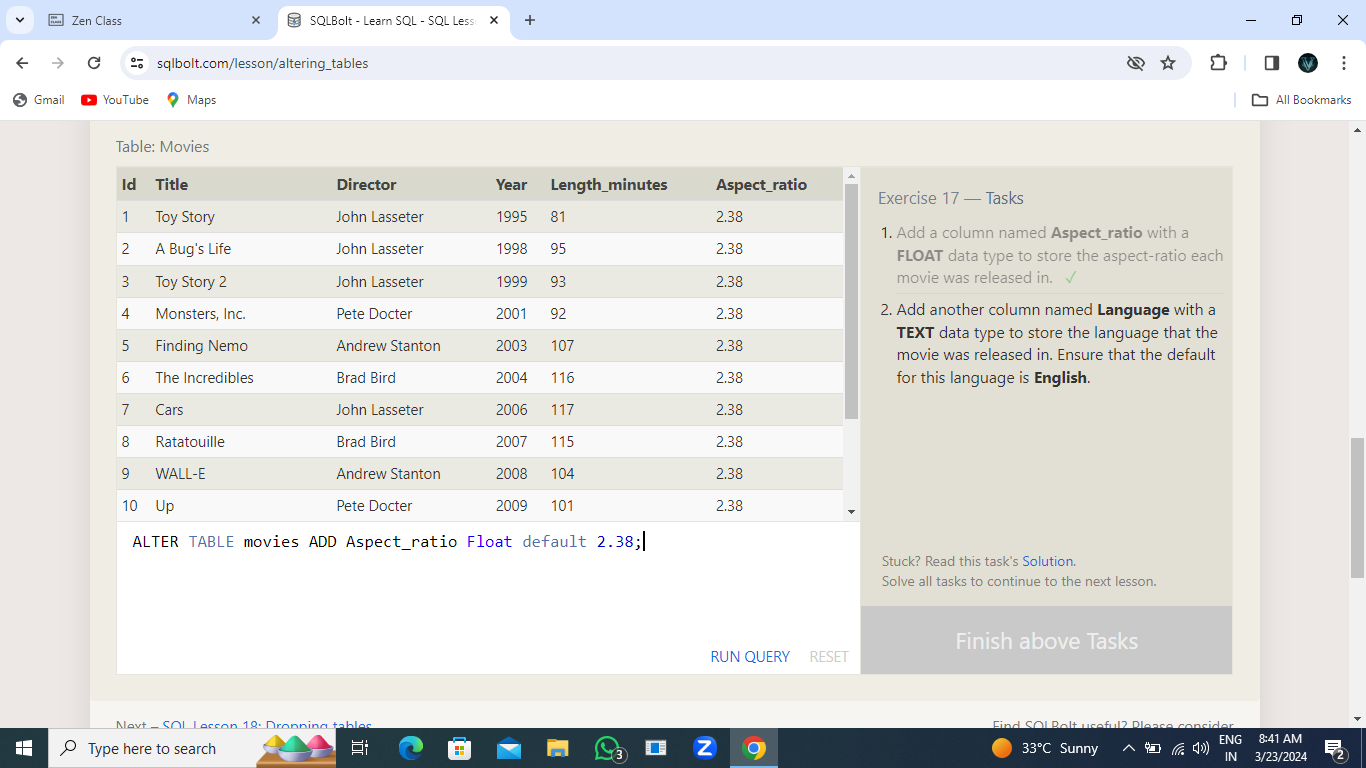 Zen Class
SQLBolt - Learn SQL - SQL Less
sqlbolt.com/lesson/altering_tables
Gmail YouTube Maps All Bookmarks
Table: Movies
Id Title Director Year Length_minutes Aspect_ratio
1 Toy Story John Lasseter 1995 81 2.38
2 A Bug's Life John Lasseter 1998 95 2.38
3 Toy Story 2 John Lasseter 1999 93 2.38
4 Monsters, Inc. Pete Docter 2001 92 2.38
5 Finding Nemo Andrew Stanton 2003 107 2.38
6 The Incredibles Brad Bird 2004 116 2.38
7 Cars John Lasseter 2006 117 2.38
8 Ratatouille Brad Bird 2007 115 2.38
9 WALL-E Andrew Stanton 2008 104 2.38
10 Up Pete Docter 2009 101 2.38
ALTER TABLE movies ADD Aspect_ratio Float default 2.38;
RUN QUERY RESET
Exercise 17 — Tasks
1. Add a column named Aspect_ratio with a
FLOAT data type to store the aspect-ratio each
movie was released in. ✓
2. Add another column named Language with a
TEXT data type to store the language that the
movie was released in. Ensure that the default
for this language is English.
Stuck? Read this task's Solution.
Solve all tasks to continue to the next lesson.
Finish above Tasks
Next – SQL Lesson 18: Dropping tables
Find SQLBolt useful? Please consider
Type here to search
3
33°C Sunny
ENG
IN
8:41 AM
3/23/2024
2